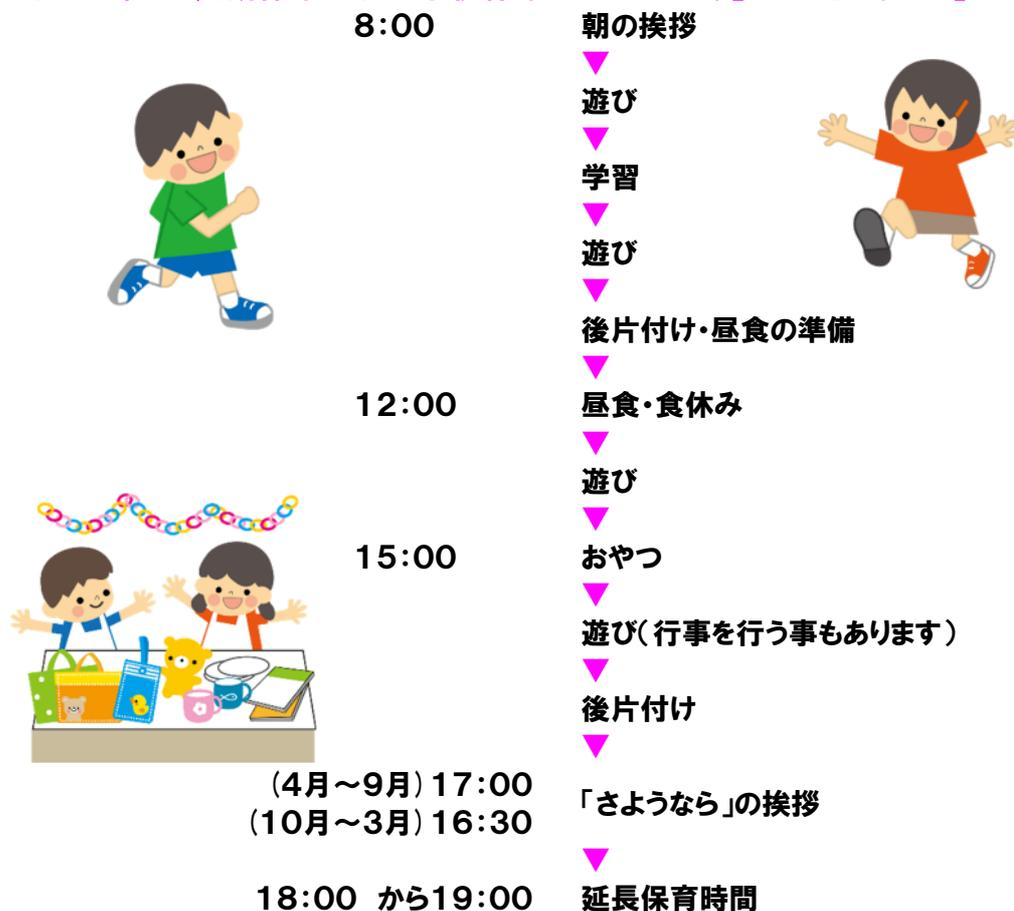 8:00 朝の挨拶
▼
遊び
▼
学習
▼
遊び
▼
後片付け・昼食の準備
▼
12:00 昼食・食休み
▼
遊び
▼
15:00 おやつ
▼
遊び(行事を行う事もあります)
▼
後片付け
▼
(4月~9月)17:00
(10月~3月)16:30
「さようなら」の挨拶
▼
18:00 から19:00 延長保育時間